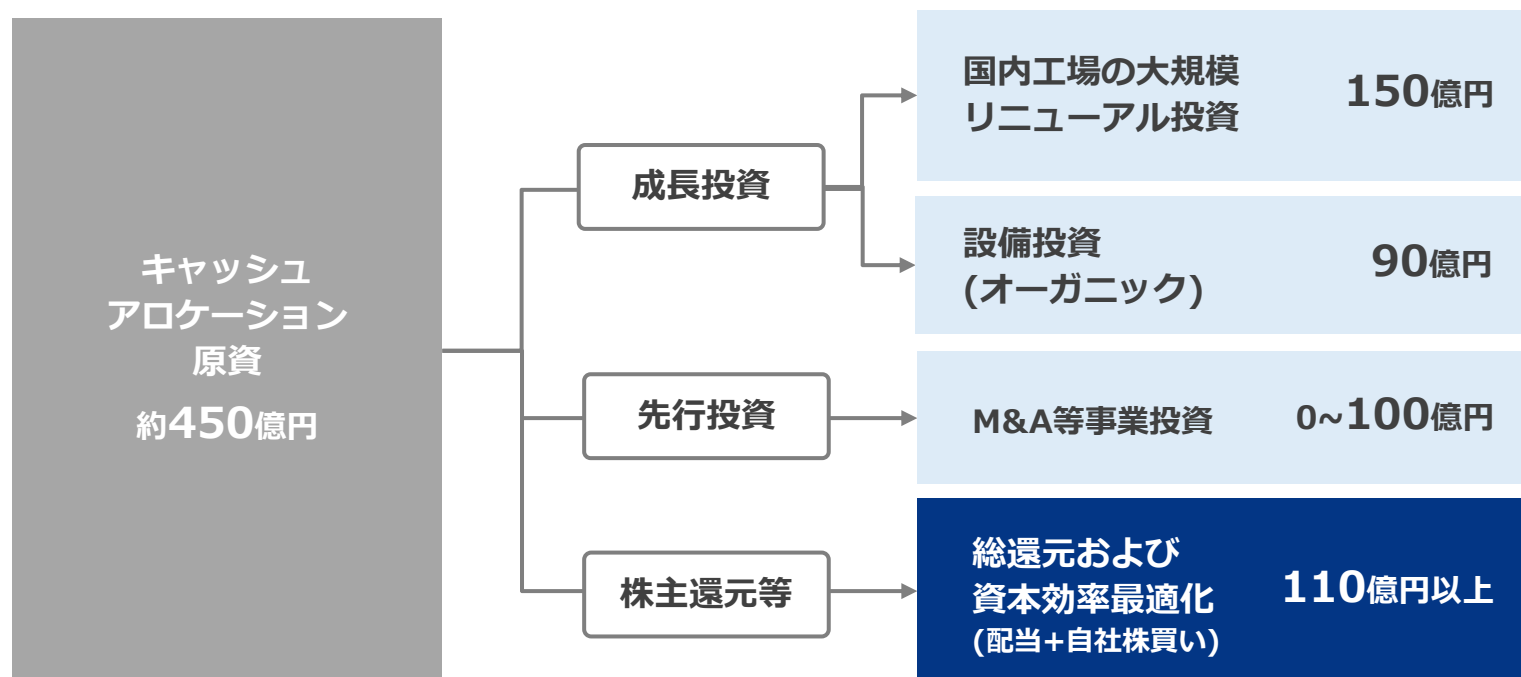 キャッシュ
アロケーション
原資
約450億円
成長投資
国内工場の大規模
リニューアル投資
150億円
設備投資
(オーガニック)
90億円
先行投資
M&A等事業投資
0~100億円
株主還元等
総還元および
資本効率最適化
(配当+自社株買い)
110億円以上